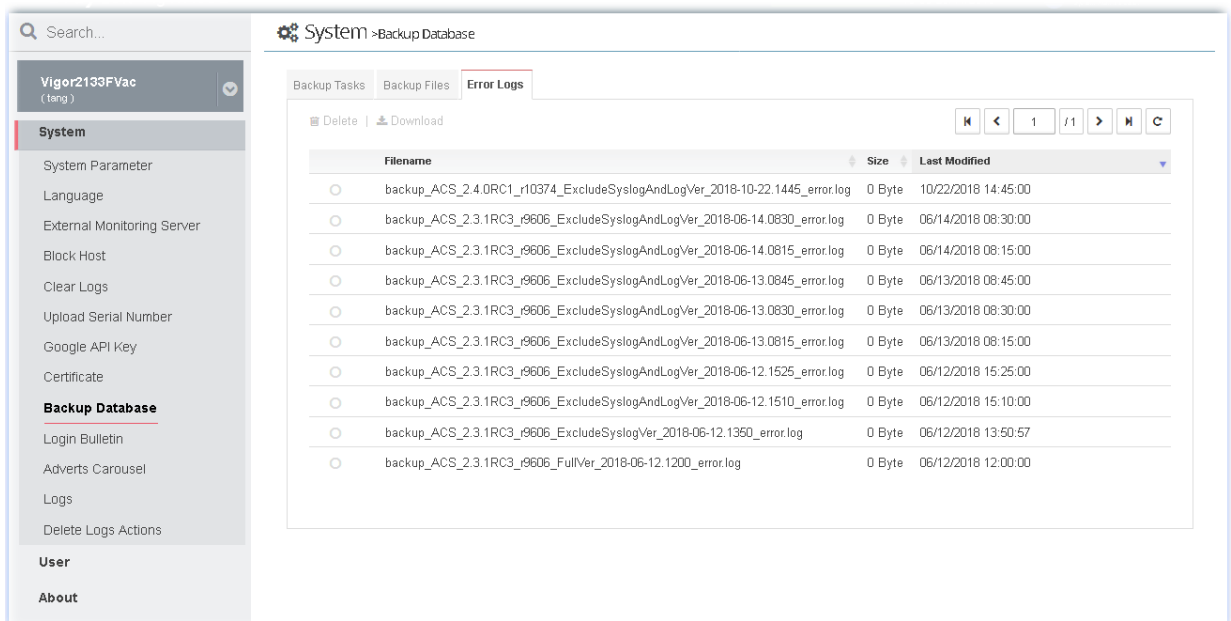 Search...
System >Backup Database
Vigor2133FVac
(tang)
System
System Parameter
Language
External Monitoring Server
Block Host
Clear Logs
Upload Serial Number
Google API Key
Certificate
Backup Database
Login Bulletin
Adverts Carousel
Logs
Delete Logs Actions
User
About
Backup Tasks Backup Files Error Logs
Delete | Download 1 / 1
Filename Size Last Modified
backup_ACS_2.4.0RC1_r10374_ExcludeSyslogAndLogVer_2018-10-22.1445_error.log 0 Byte 10/22/2018 14:45:00
backup_ACS_2.3.1RC3_r9606_ExcludeSyslogAndLogVer_2018-06-14.0830_error.log 0 Byte 06/14/2018 08:30:00
backup_ACS_2.3.1RC3_r9606_ExcludeSyslogAndLogVer_2018-06-14.0815_error.log 0 Byte 06/14/2018 08:15:00
backup_ACS_2.3.1RC3_r9606_ExcludeSyslogAndLogVer_2018-06-13.0845_error.log 0 Byte 06/13/2018 08:45:00
backup_ACS_2.3.1RC3_r9606_ExcludeSyslogAndLogVer_2018-06-13.0830_error.log 0 Byte 06/13/2018 08:30:00
backup_ACS_2.3.1RC3_r9606_ExcludeSyslogAndLogVer_2018-06-13.0815_error.log 0 Byte 06/13/2018 08:15:00
backup_ACS_2.3.1RC3_r9606_ExcludeSyslogAndLogVer_2018-06-12.1525_error.log 0 Byte 06/12/2018 15:25:00
backup_ACS_2.3.1RC3_r9606_ExcludeSyslogAndLogVer_2018-06-12.1510_error.log 0 Byte 06/12/2018 15:10:00
backup_ACS_2.3.1RC3_r9606_ExcludeSyslogVer_2018-06-12.1350_error.log 0 Byte 06/12/2018 13:50:57
backup_ACS_2.3.1RC3_r9606_FullVer_2018-06-12.1200_error.log 0 Byte 06/12/2018 12:00:00